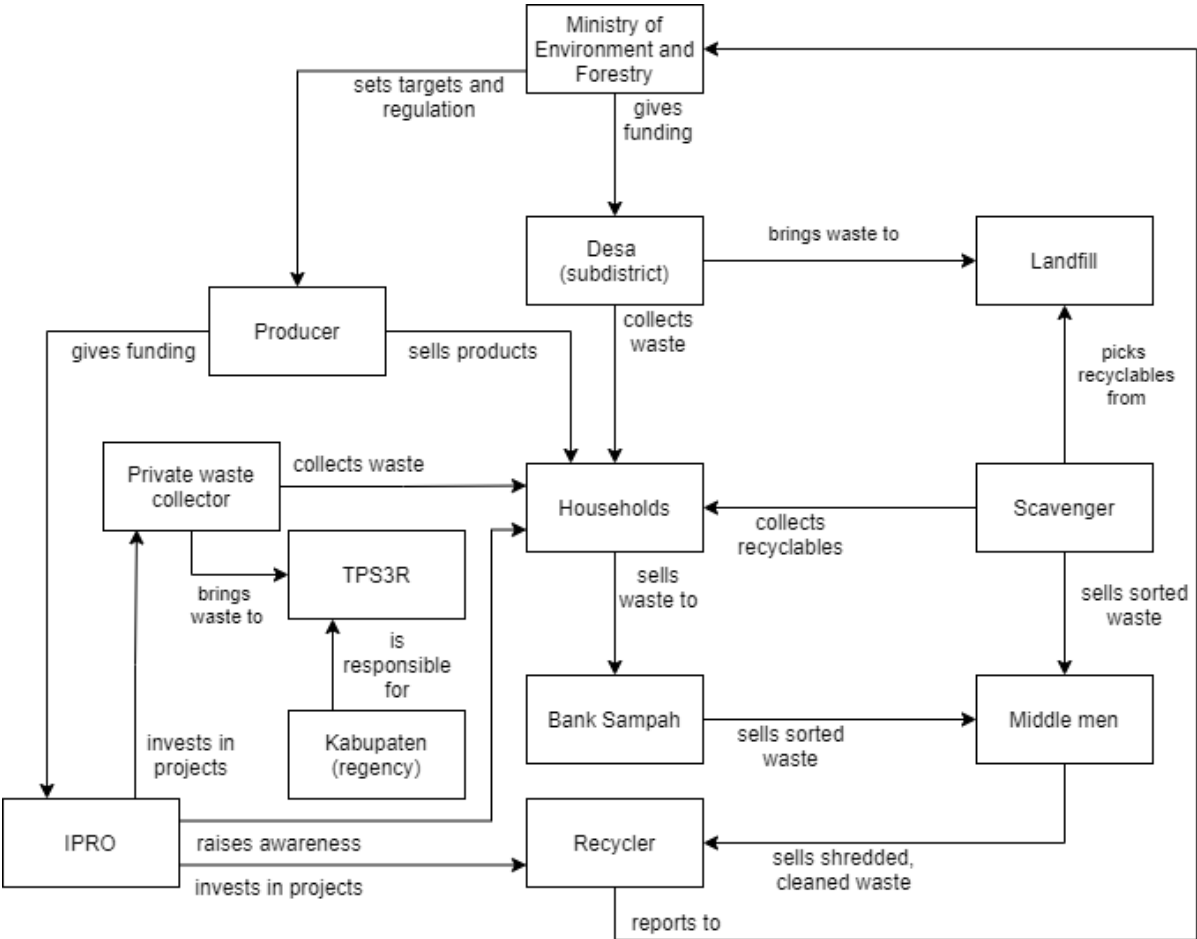 Ministry of
Environment and
Forestry
sets targets and
regulation
gives
funding
Desa
(subdistrict)
brings waste to
Landfill
Producer
gives funding
sells products
collects
waste
picks
recyclables
from
Private waste
collector
collects waste
Households
collects
recyclables
Scavenger
TPS3R
brings
waste to
sells
waste to
sells sorted
waste
is
responsible
for
Kabupaten
(regency)
Bank Sampah
sells sorted
waste
Middle men
invests in
projects
IPRO
raises awareness
invests in projects
Recycler
sells shredded,
cleaned waste
reports to